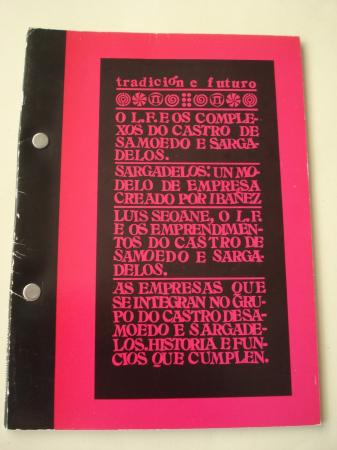 tradición e futuro
O L.F. E OS COMPLE-
XOS DO CASTRO DE
SAMOEDO E SARGA-
DELOS.
SARGADELOS: UN MO-
DELO DE EMPRESA
CREADO POR IBAÑEZ
LUIS SEOANE, O L.F.
E OS EMPRENDIMEN-
TOS DO CASTRO DE
SAMOEDO E SARGA-
DELOS.
AS EMPRESAS QUE
SE INTEGRAN NO GRU-
PO DO CASTRO DE SA-
MOEDO E SARGADE-
LOS. HISTORIA E FUN-
CIOS QUE CUMPLEN.